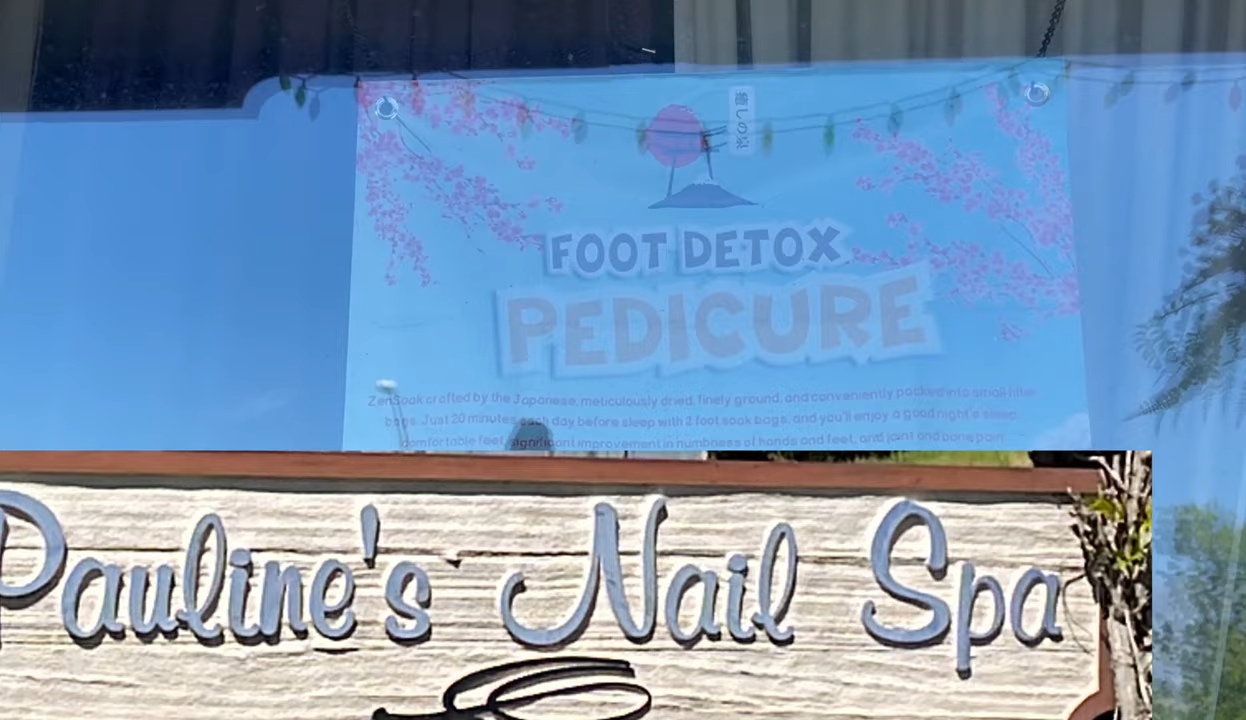 癒しの泉
FOOT DETOX
PEDICURE
ZenSoak crafted by the Japanese, meticulously dried, finely ground, and conveniently packed into small filter
bags. Just 20 minutes each day before sleep with 2 foot soak bags, and you'll enjoy a good night's sleep,
comfortable feet, significant improvement in numbness of hands and feet, and joint and bone pain
Pauline's Nail Spa